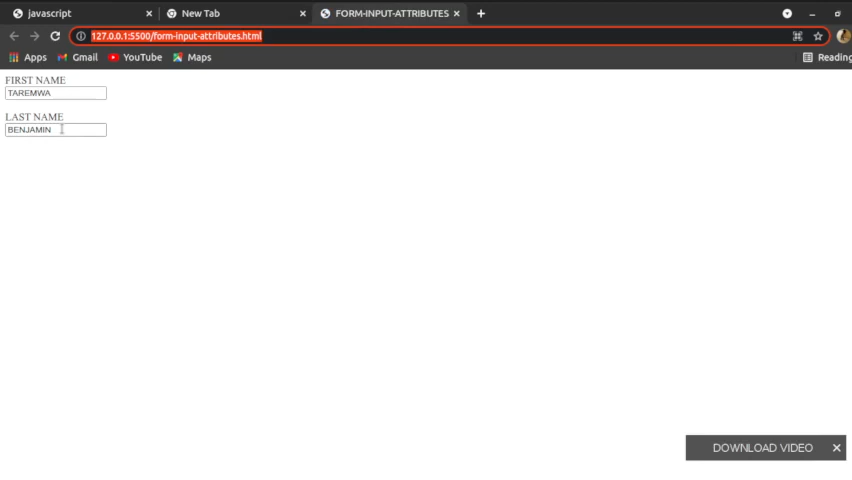 javascript
New Tab
FORM-INPUT-ATTRIBUTES
127.0.0.1:5500/form-input-attributes.html
Apps Gmail YouTube Maps Reading
FIRST NAME
TAREMWA
LAST NAME
BENJAMIN
DOWNLOAD VIDEO